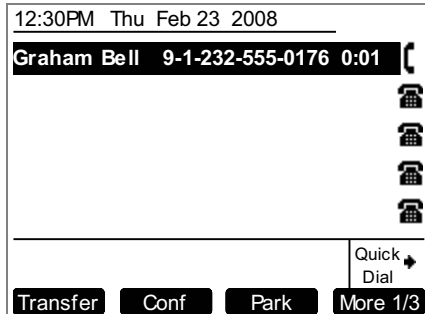 12:30PM Thu Feb 23 2008
Graham Bell 9-1-232-555-0176 0:01
Quick
Dial
Transfer Conf Park More 1/3